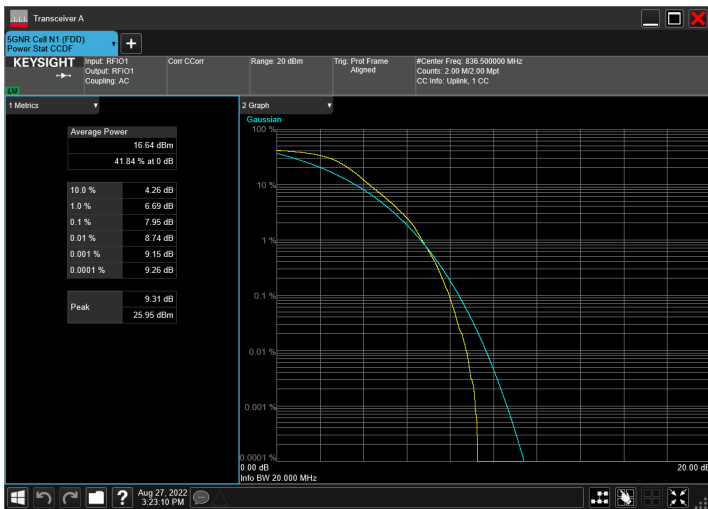 Transceiver A
5GNR Cell N1 (FDD)
Power Stat CCDF
KEYSIGHT
Input: RFIO1
Output: RFIO1
Coupling: AC
Corr CCorr
Range: 20 dBm
Trig: Prot Frame
Aligned
#Center Freq: 836.500000 MHz
Counts: 2.00 M/2.00 Mpt
CC Info: Uplink, 1 CC
LXI
1 Metrics
Average Power
16.64 dBm
41.84 % at 0 dB
10.0 % 4.26 dB
1.0 % 6.69 dB
0.1 % 7.95 dB
0.01 % 8.74 dB
0.001 % 9.15 dB
0.0001 % 9.26 dB
Peak
9.31 dB
25.95 dBm
2 Graph
Gaussian
100 %
10 %
1 %
0.1 %
0.01 %
0.001 %
0.0001 %
0.00 dB
20.00 dB
Info BW 20.000 MHz
?
Aug 27, 2022
3:23:10 PM